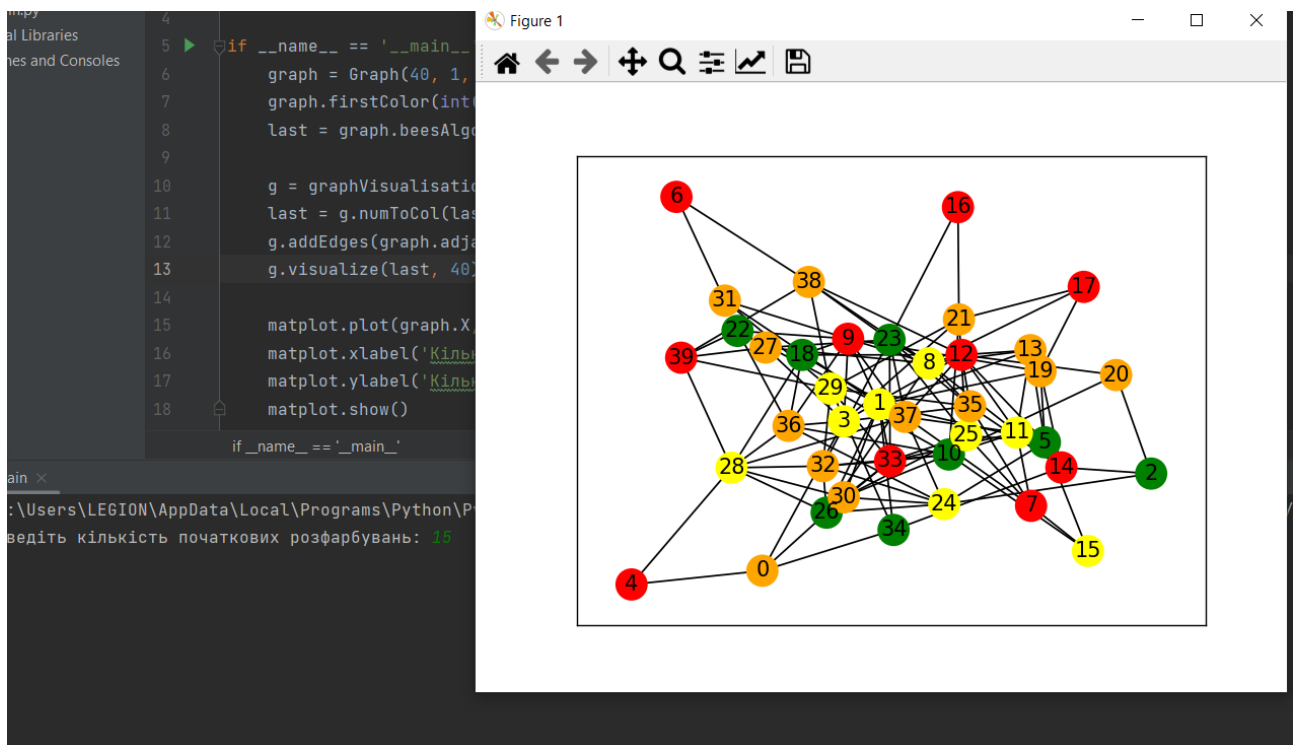 al Libraries
hes and Consoles
4
5 if __name__ == '__main__'
6 graph = Graph(40, 1,
7 graph.firstColor(int(
8 last = graph.beesAlgo
9
10 g = graphVisualisatio
11 last = g.numToCol(las
12 g.addEdges(graph.adja
13 g.visualize(last, 40)
14
15 matplot.plot(graph.X,
16 matplot.xlabel('Кільк
17 matplot.ylabel('Кільк
18 matplot.show()
if __name__ == '__main__'
ain ×
:\Users\LEGION\AppData\Local\Programs\Python\P
ведіть кількість початкових розфарбувань: 15
Figure 1
6
16
38
17
31
21
22
27
9
23
39
18
12
13
8
19
20
29
1
3
37
35
36
25
11
5
10
33
28
32
14
2
30
24
7
26
34
15
0
4